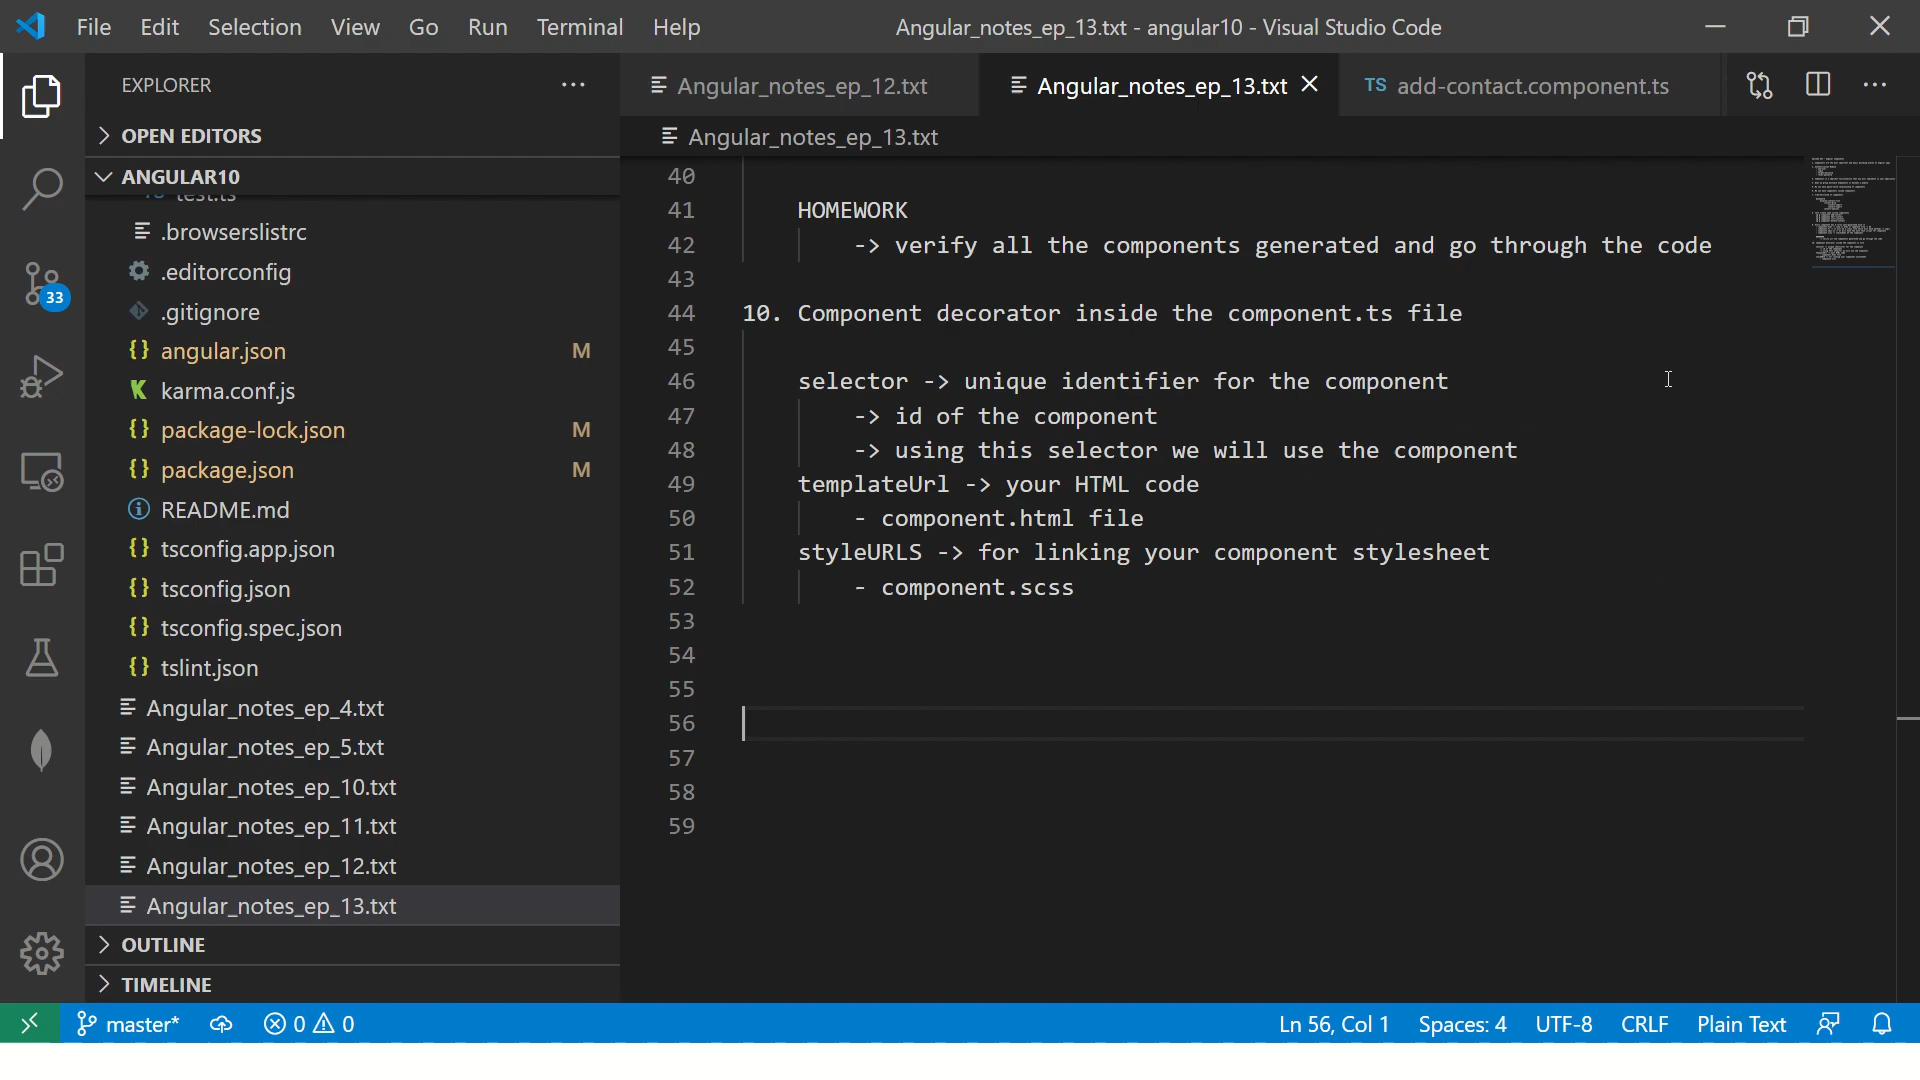 File Edit Selection View Go Run Terminal Help Angular_notes_ep_13.txt - angular10 - Visual Studio Code
EXPLORER
Angular_notes_ep_12.txt
Angular_notes_ep_13.txt
TS add-contact.component.ts
Angular_notes_ep_13.txt
OPEN EDITORS
ANGULAR10
test.ts
.browserslistrc
.editorconfig
.gitignore
{} angular.json M
karma.conf.js
{} package-lock.json M
{} package.json M
README.md
{} tsconfig.app.json
{} tsconfig.json
{} tsconfig.spec.json
{} tslint.json
Angular_notes_ep_4.txt
Angular_notes_ep_5.txt
Angular_notes_ep_10.txt
Angular_notes_ep_11.txt
Angular_notes_ep_12.txt
Angular_notes_ep_13.txt
OUTLINE
TIMELINE
33
40
41 HOMEWORK
42 -> verify all the components generated and go through the code
43
44 10. Component decorator inside the component.ts file
45
46 selector -> unique identifier for the component
47 -> id of the component
48 -> using this selector we will use the component
49 templateUrl -> your HTML code
50 - component.html file
51 styleURLS -> for linking your component stylesheet
52 - component.scss
53
54
55
56
57
58
59
master* 0 0 Ln 56, Col 1 Spaces: 4 UTF-8 CRLF Plain Text